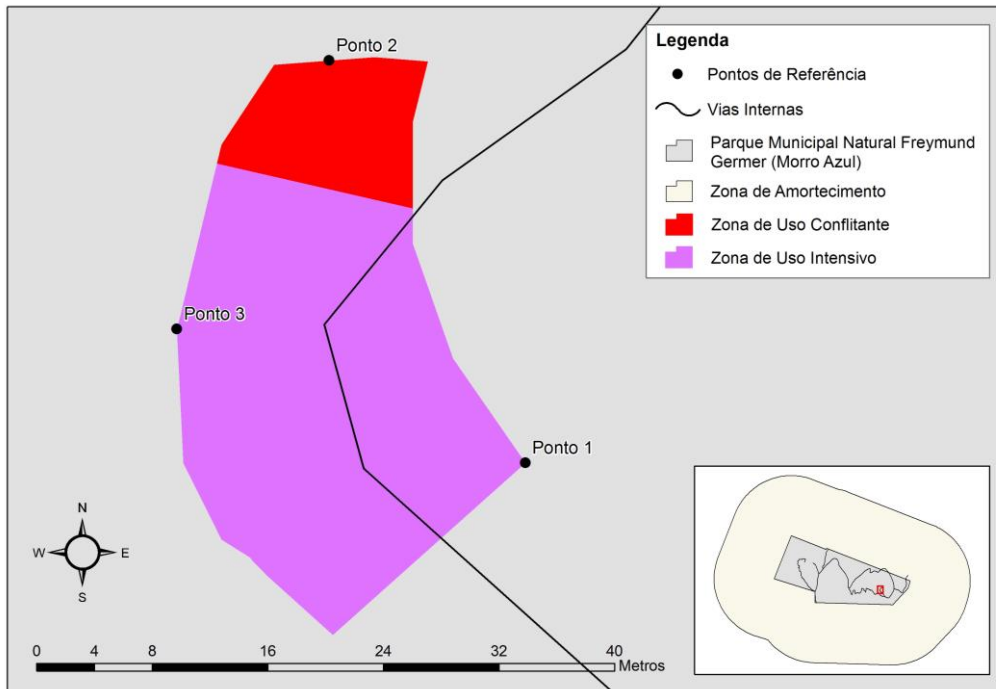 Ponto 2
Legenda
Pontos de Referência
Vias Internas
Parque Municipal Natural Freymund
Germer (Morro Azul)
Zona de Amortecimento
Zona de Uso Conflitante
Zona de Uso Intensivo
Ponto 3
Ponto 1
N
W E
S
0 4 8 16 24 32 40
Metros